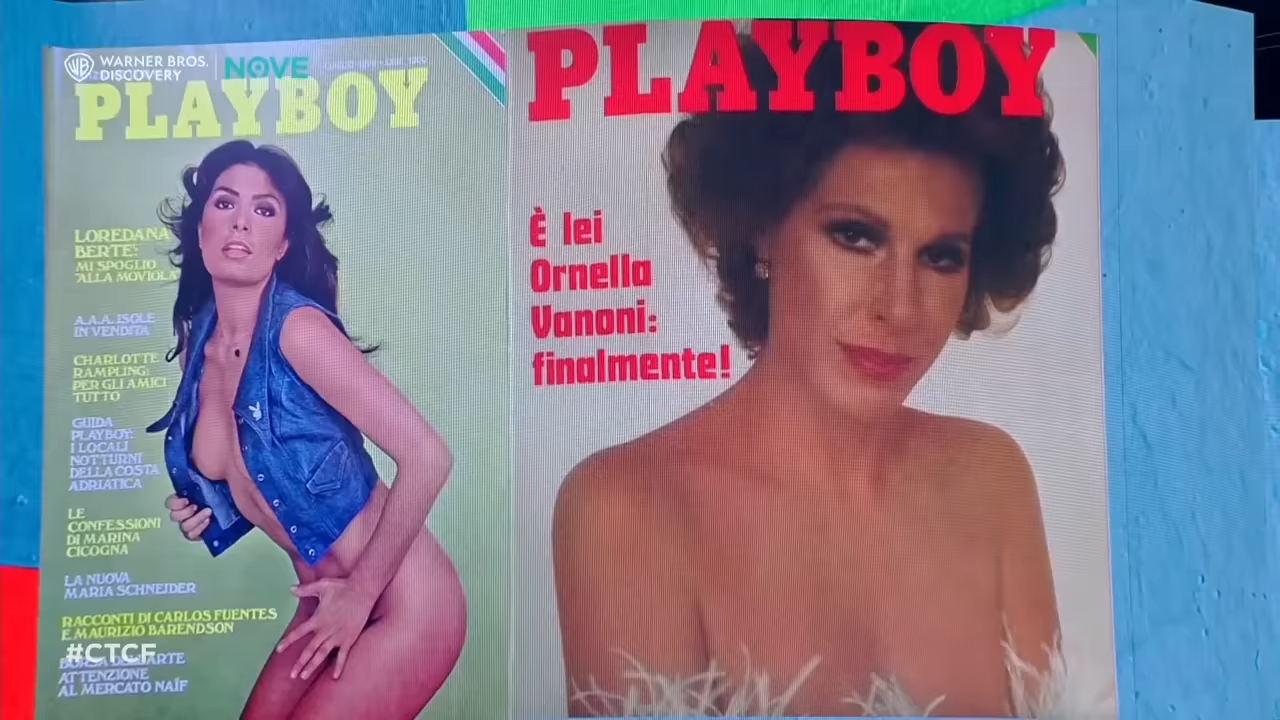 WARNER BROS.
DISCOVERY
NOVE
PLAYBOY
LOREDANA
BERTE:
MI SPOGLIO
ALLA MOVIOLA
A.A.A. ISOLE
IN VENDITA
CHARLOTTE
RAMPLING:
PER GLI AMICI
TUTTO
GUIDA
PLAYBOY:
I LOCALI
NOTTURNI
DELLA COSTA
ADRIATICA
LE
CONFESSIONI
DI MARINA
CICOGNA
LA NUOVA
MARIA SCHNEIDER
RACCONTI DI CARLOS FUENTES
E MAURIZIO BARENDSON
#CTCF
ATTENZIONE
AL MERCATO NAÏF
PLAYBOY
È lei
Ornella
Vanoni:
finalmente!